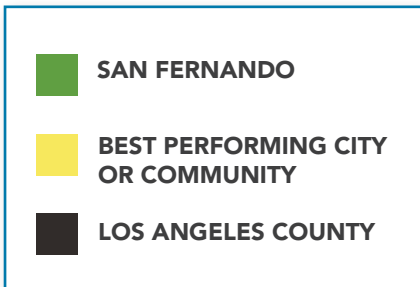 SAN FERNANDO
BEST PERFORMING CITY
OR COMMUNITY
LOS ANGELES COUNTY